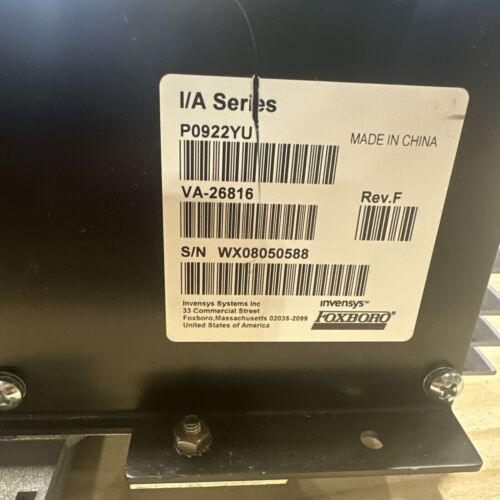 I/A Series
P0922YU
MADE IN CHINA
VA-26816
Rev.F
S/N WX08050588
Invensys Systems Inc
33 Commercial Street
Foxboro,Massachusetts 02035-2099
United States of America
invensys™
FOXBORO